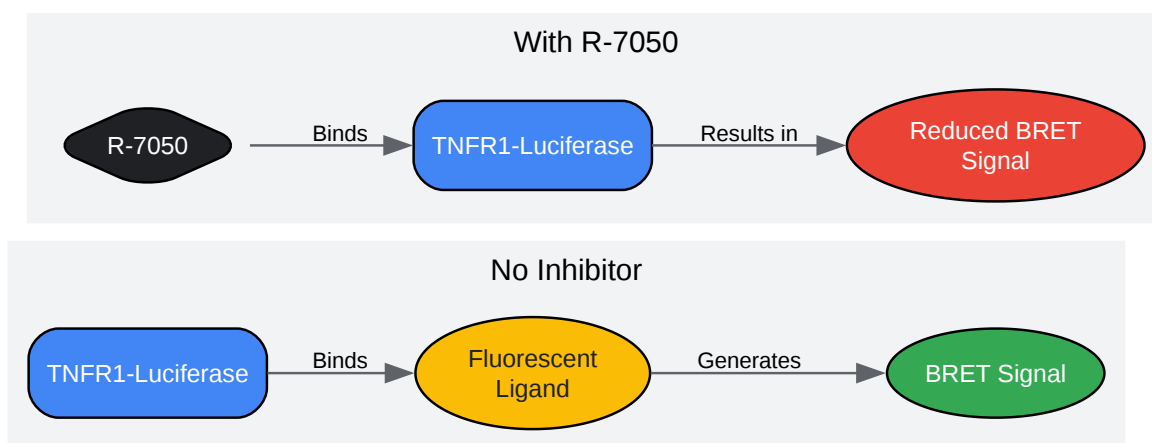 With R-7050
R-7050
Binds
TNFR1-Luciferase
Results in
Reduced BRET
Signal
No Inhibitor
TNFR1-Luciferase
Binds
Fluorescent
Ligand
Generates
BRET Signal